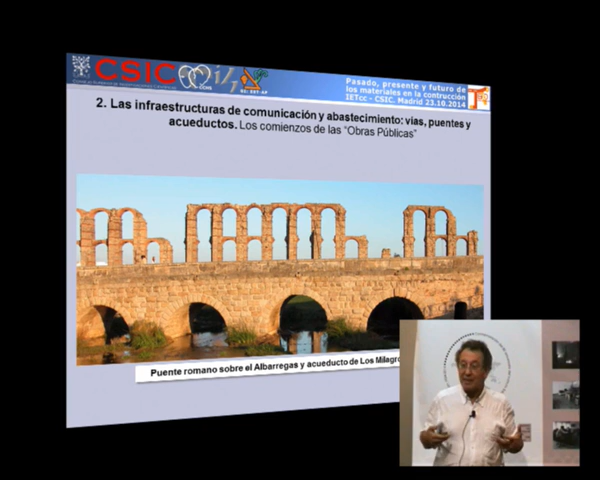 CSIC
Pasado, presente y futuro de
los materiales en la contrucción
IETcc - CSIC. Madrid 23.10.2014
2. Las infraestructuras de comunicación y abastecimiento: vias, puentes y
acueductos. Los comienzos de las "Obras Públicas"
Puente romano sobre el Albarregas y acueducto de Los